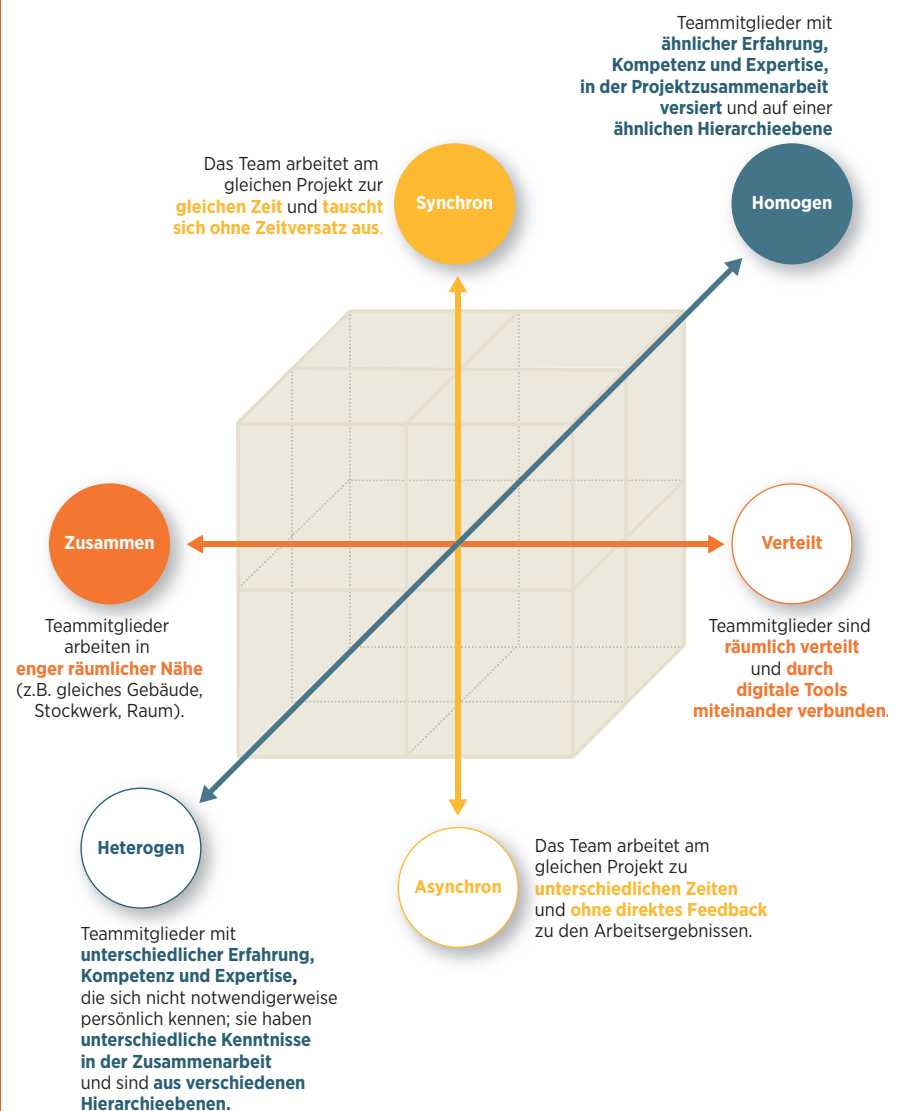 Teammitglieder mit
ähnlicher Erfahrung,
Kompetenz und Expertise,
in der Projektzusammenarbeit
versiert und auf einer
ähnlichen Hierarchieebene
Homogen
Das Team arbeitet am
gleichen Projekt zur
gleichen Zeit und tauscht
sich ohne Zeitversatz aus.
Synchron
Zusammen
Teammitglieder
arbeiten in
enger räumlicher Nähe
(z.B. gleiches Gebäude,
Stockwerk, Raum).
Verteilt
Teammitglieder sind
räumlich verteilt
und durch
digitale Tools
miteinander verbunden.
Heterogen
Teammitglieder mit
unterschiedlicher Erfahrung,
Kompetenz und Expertise,
die sich nicht notwendigerweise
persönlich kennen; sie haben
unterschiedliche Kenntnisse
in der Zusammenarbeit
und sind aus verschiedenen
Hierarchieebenen.
Asynchron
Das Team arbeitet am
gleichen Projekt zu
unterschiedlichen Zeiten
und ohne direktes Feedback
zu den Arbeitsergebnissen.